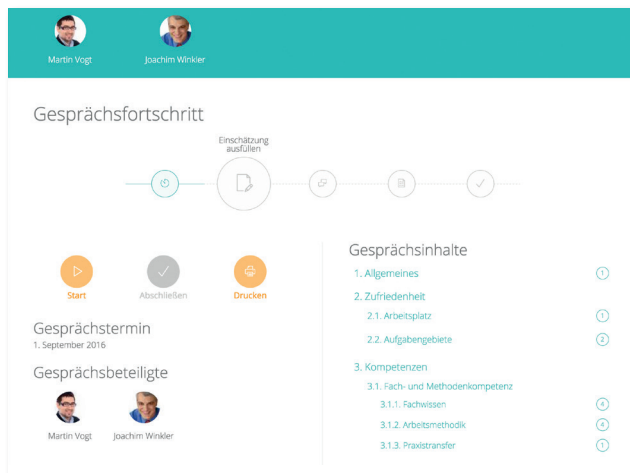 Martin Vogt
Joachim Winkler
Gesprächsfortschritt
Einschätzung
ausfüllen
Start
Abschließen
Drucken
Gesprächstermin
1. September 2016
Gesprächsbeteiligte
Martin Vogt
Joachim Winkler
Gesprächsinhalte
1. Allgemeines 1
2. Zufriedenheit
2.1. Arbeitsplatz 1
2.2. Aufgabengebiete 2
3. Kompetenzen
3.1. Fach- und Methodenkompetenz
3.1.1. Fachwissen 4
3.1.2. Arbeitsmethodik 4
3.1.3. Praxistransfer 1